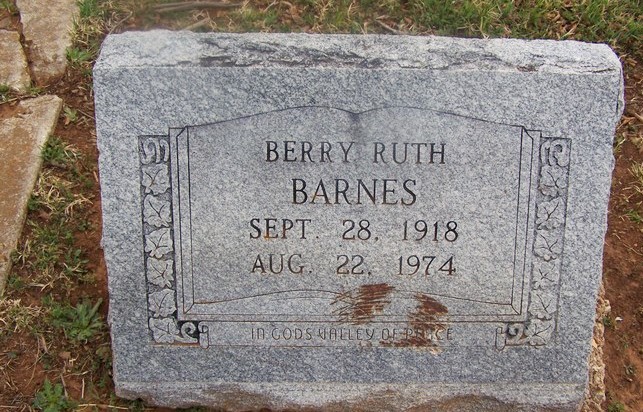 BERRY RUTH
BARNES
SEPT. 28, 1918
AUG. 22, 1974
IN GODS VALLEY OF PEACE